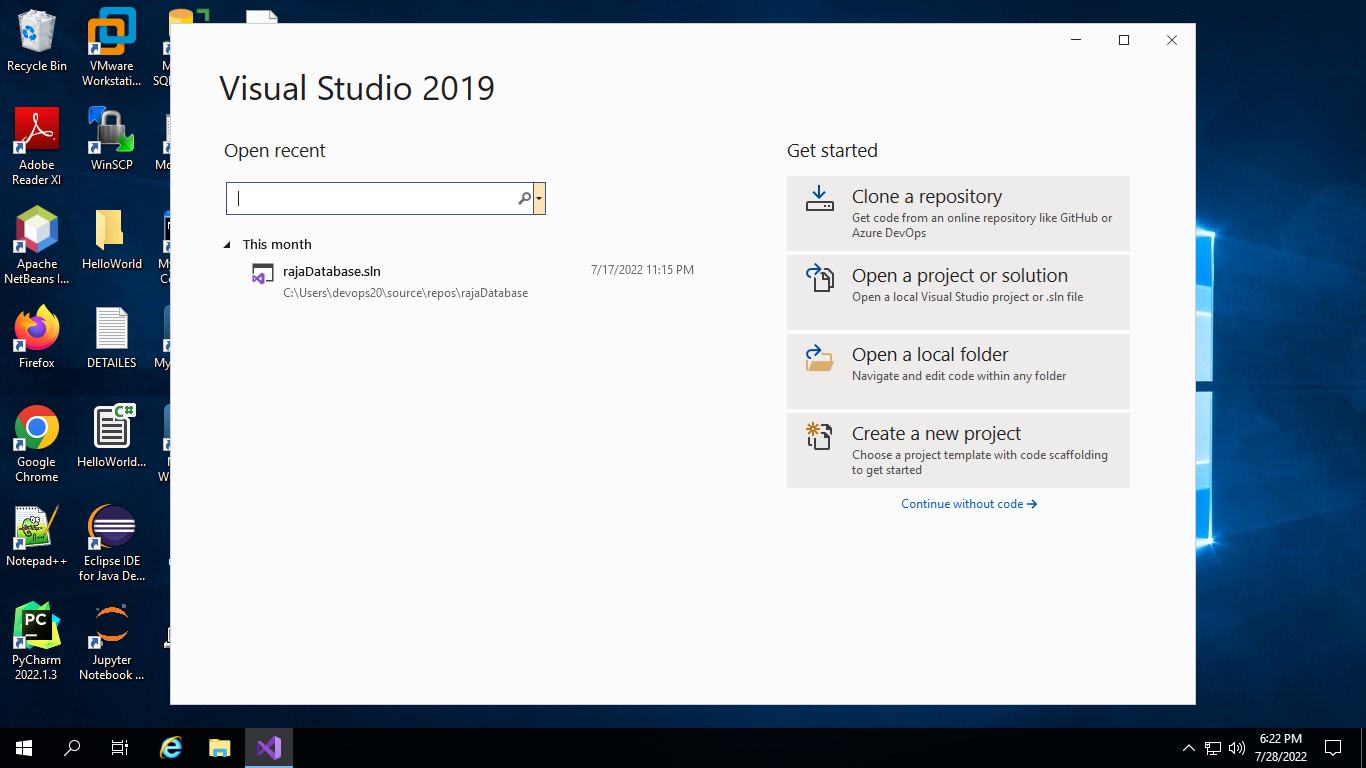 Recycle Bin
VMware
Workstati...
Visual Studio 2019
Open recent
Get started
This month
rajaDatabase.sln
7/17/2022 11:15 PM
C:\Users\devops20\source\repos\rajaDatabase
Clone a repository
Get code from an online repository like GitHub or
Azure DevOps
Open a project or solution
Open a local Visual Studio project or .sln file
Open a local folder
Navigate and edit code within any folder
Create a new project
Choose a project template with code scaffolding
to get started
Continue without code →
Adobe
Reader XI
WinSCP
Apache
NetBeans I...
HelloWorld
Firefox
DETAILES
Google
Chrome
HelloWorld...
C#
Notepad++
Eclipse IDE
for Java De...
PC
PyCharm
2022.1.3
Jupyter
Notebook ...
6:22 PM
7/28/2022